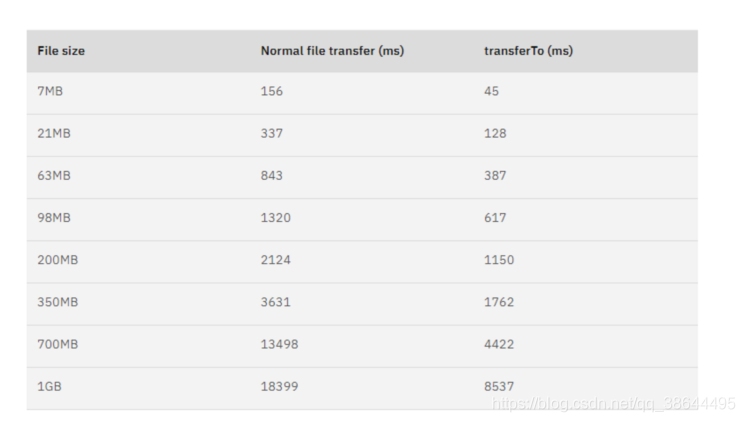 File size Normal file transfer (ms) transferTo (ms)
7MB 156 45
21MB 337 128
63MB 843 387
98MB 1320 617
200MB 2124 1150
350MB 3631 1762
700MB 13498 4422
1GB 18399 8537
https://blog.csdn.net/qq_38644495